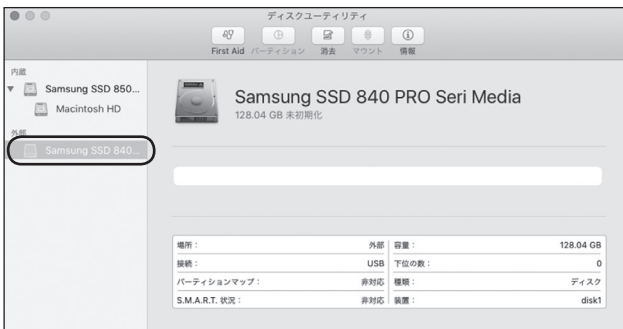 ディスクユーティリティ
First Aid パーティション 消去 マウント 情報
内蔵
Samsung SSD 850...
Macintosh HD
外部
Samsung SSD 840...
Samsung SSD 840 PRO Seri Media
128.04 GB 未初期化
場所： 外部 容量： 128.04 GB
接続： USB 下位の数： 0
パーティションマップ： 非対応 種類： ディスク
S.M.A.R.T. 状況： 非対応 装置： disk1